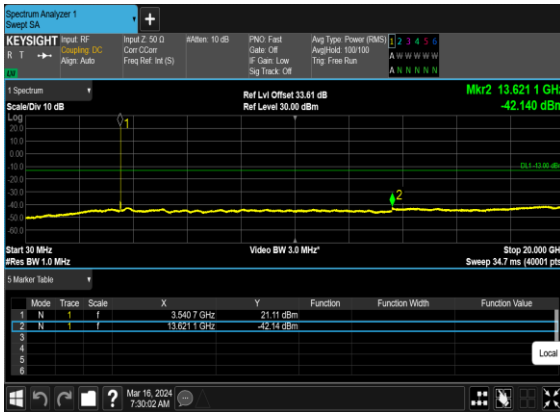 Spectrum Analyzer 1
Swept SA
+
KEYSIGHT Input: RF Input Z: 50 Ω #Atten: 10 dB PNO: Fast Avg Type: Power (RMS) 1 2 3 4 5 6
R T Coupling: DC Corr CCorr Gate: Off Avg|Hold: 100/100 A W W W W W
Align: Auto Freq Ref: Int (S) IF Gain: Low Trig: Free Run
Sig Track: Off A N N N N N
LXI
1 Spectrum Ref Lvl Offset 33.61 dB Mkr2 13.621 1 GHz
Scale/Div 10 dB Ref Level 30.00 dBm -42.140 dBm
Log
20.0
10.0
0.00
-10.0
-20.0
-30.0
-40.0
-50.0
-60.0
1
DL1 -13.00 dBm
2
Start 30 MHz Video BW 3.0 MHz* Stop 20.000 GHz
#Res BW 1.0 MHz Sweep 34.7 ms (40001 pts)
5 Marker Table
Mode Trace Scale X Y Function Function Width Function Value
1 N 1 f 3.540 7 GHz 21.11 dBm
2 N 1 f 13.621 1 GHz -42.14 dBm
3
4
5
6
Local
? Mar 16, 2024
7:30:02 AM